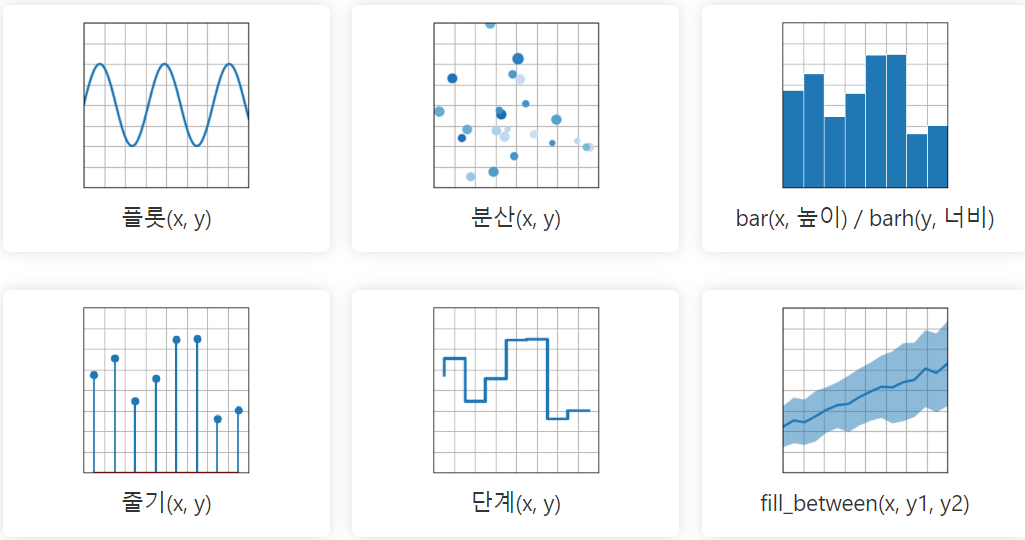 플롯(x, y)
분산(x, y)
bar(x, 높이) / barh(y, 너비)
줄기(x, y)
단계(x, y)
fill_between(x, y1, y2)